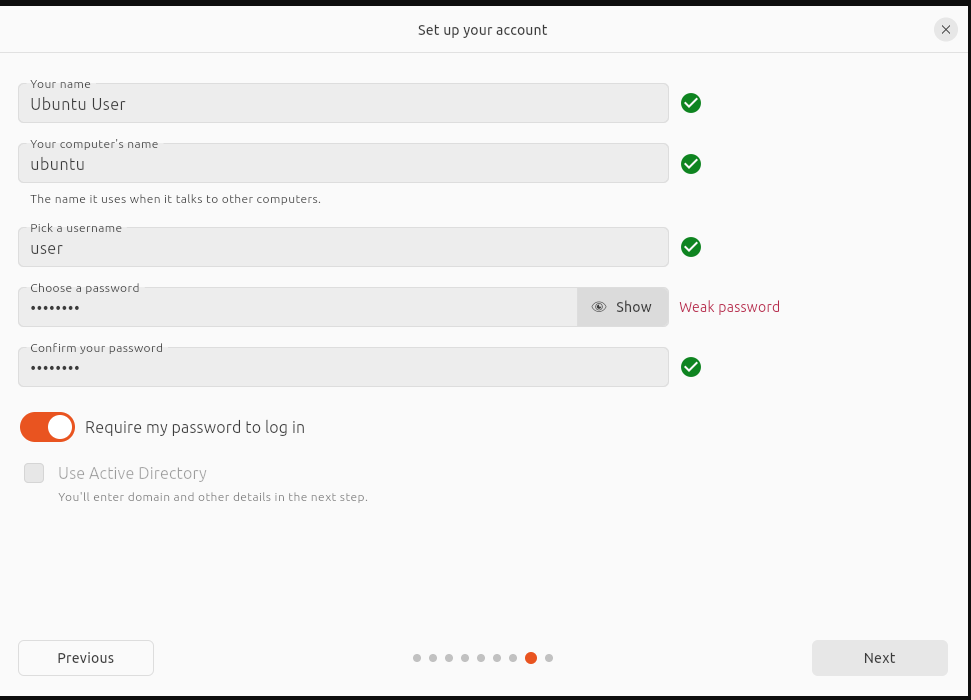 Set up your account
Your name
Ubuntu User
Your computer's name
ubuntu
The name it uses when it talks to other computers.
Pick a username
user
Choose a password
••••••••
Show
Weak password
Confirm your password
••••••••
Require my password to log in
Use Active Directory
You'll enter domain and other details in the next step.
Previous
Next